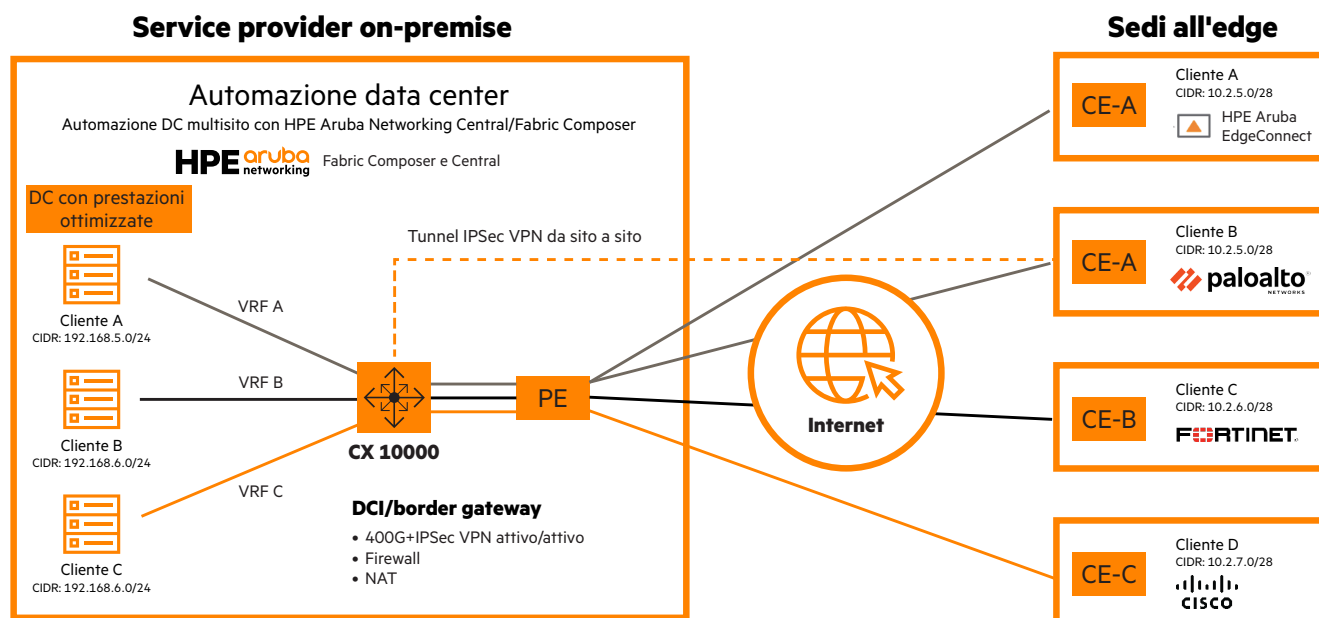 Service provider on-premise
Automazione data center
Automazione DC multisito con HPE Aruba Networking Central/Fabric Composer
HPE aruba networking
Fabric Composer e Central
DC con prestazioni
ottimizzate
Cliente A
CIDR: 192.168.5.0/24
Cliente B
CIDR: 192.168.6.0/24
Cliente C
CIDR: 192.168.6.0/24
VRF A
VRF B
VRF C
Tunnel IPSec VPN da sito a sito
CX 10000
PE
DCI/border gateway
• 400G+IPSec VPN attivo/attivo
• Firewall
• NAT
Internet
Sedi all'edge
CE-A
Cliente A
CIDR: 10.2.5.0/28
HPE Aruba
EdgeConnect
CE-A
Cliente B
CIDR: 10.2.5.0/28
paloalto®
NETWORKS
CE-B
Cliente C
CIDR: 10.2.6.0/28
FORTINET®
CE-C
Cliente D
CIDR: 10.2.7.0/28
CISCO